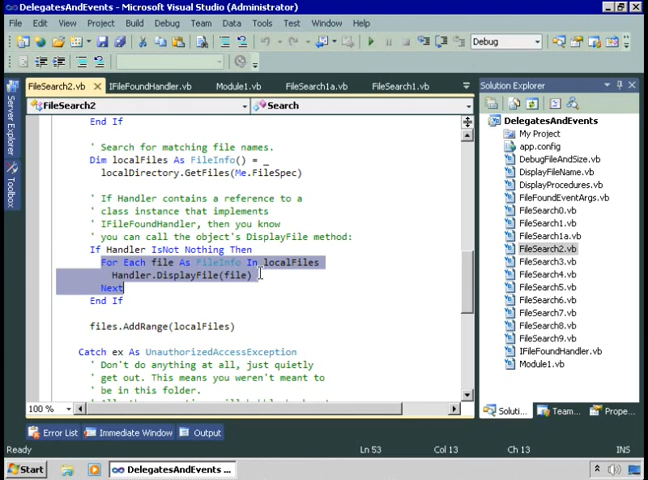 DelegatesAndEvents - Microsoft Visual Studio (Administrator)
File Edit View Project Build Debug Team Data Tools Test Window Help
Debug
FileSearch2.vb IFileFoundHandler.vb Module1.vb FileSearch1a.vb FileSearch1.vb
FileSearch2 Search
Server Explorer
Toolbox
End If
' Search for matching file names.
Dim localFiles As FileInfo() = _
localDirectory.GetFiles(Me.FileSpec)
' If Handler contains a reference to a
' class instance that implements
' IFileFoundHandler, then you know
' you can call the object's DisplayFile method:
If Handler IsNot Nothing Then
For Each file As FileInfo In localFiles
Handler.DisplayFile(file)
Next
End If
files.AddRange(localFiles)
Catch ex As UnauthorizedAccessException
' Don't do anything at all, just quietly
' get out. This means you weren't meant to
' be in this folder.
100 %
Solution Explorer
DelegatesAndEvents
My Project
app.config
DebugFileAndSize.vb
DisplayFileName.vb
DisplayProcedures.vb
FileFoundEventArgs.vb
FileSearch0.vb
FileSearch1.vb
FileSearch1a.vb
FileSearch2.vb
FileSearch3.vb
FileSearch4.vb
FileSearch5.vb
FileSearch6.vb
FileSearch7.vb
FileSearch8.vb
FileSearch9.vb
IFileFoundHandler.vb
Module1.vb
Soluti... Team... Prope...
Error List Immediate Window Output
Ready Ln 53 Col 13 Ch 13 INS
Start DelegatesAndEvents ...